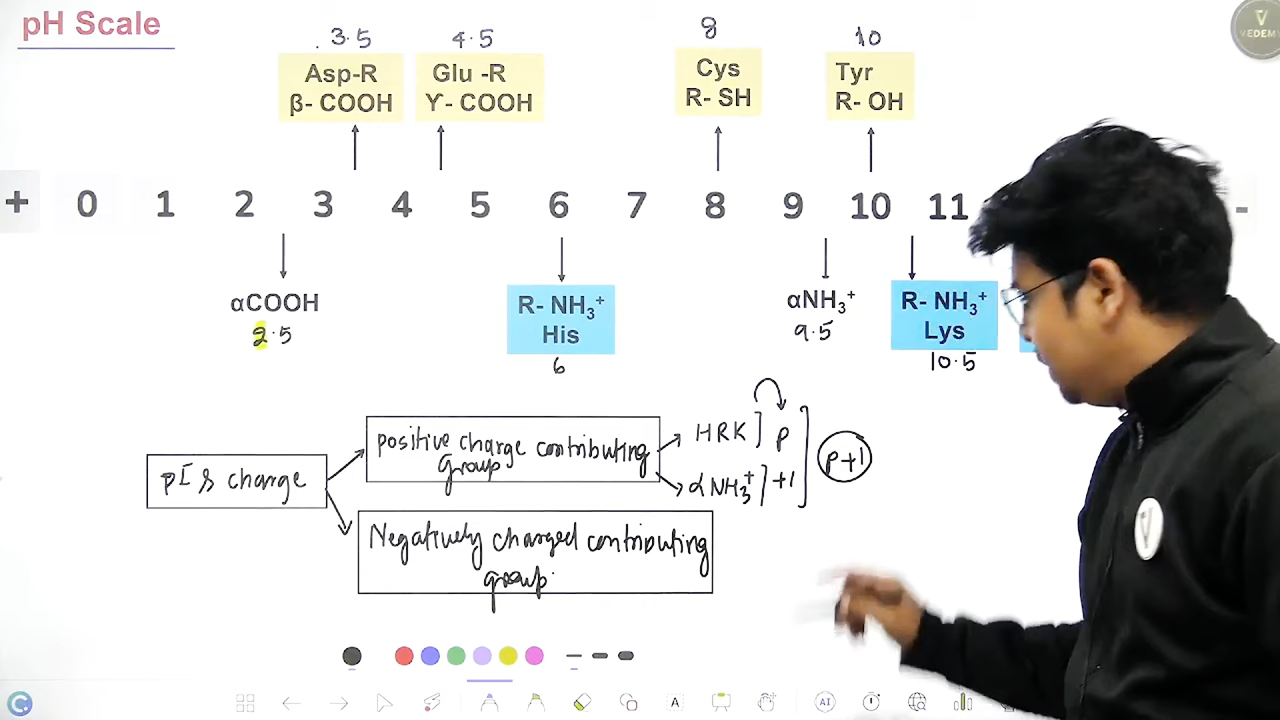 pH Scale
VEDEMY
3.5
4.5
8
10
Asp-R
β- COOH
Glu -R
ϒ- COOH
Cys
R- SH
Tyr
R- OH
+ 0 1 2 3 4 5 6 7 8 9 10 11 -
αCOOH
2.5
R- NH₃⁺
His
6
αNH₃⁺
9.5
R- NH₃⁺
Lys
10.5
pI & charge
positive charge contributing
group
HRK ] p
αNH₃⁺ ] +1
p+1
Negatively charged contributing
group
A
AI